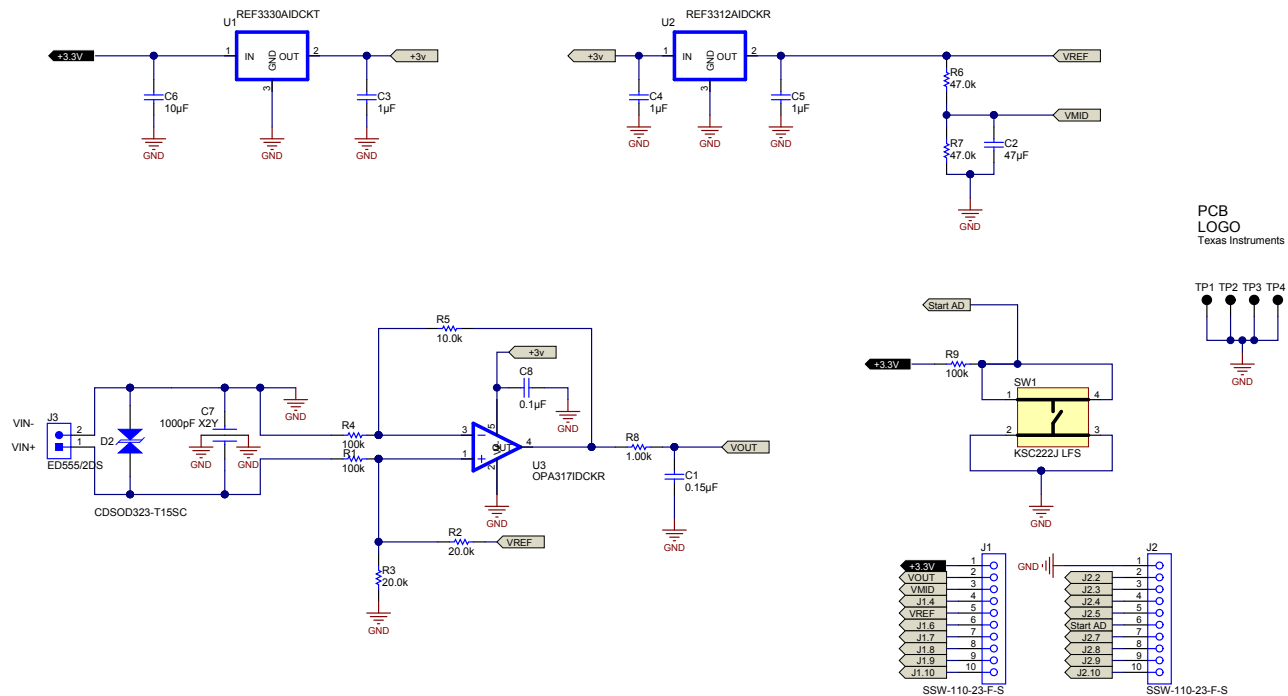 REF3330AIDCKT
U1
+3.3V
1
IN
OUT
GND
2
3
+3v
C6
10µF
C3
1µF
GND
GND
GND
REF3312AIDCKR
U2
+3v
1
IN
OUT
GND
2
3
VREF
C4
1µF
C5
1µF
GND
GND
GND
R6
47.0k
VMID
R7
47.0k
C2
47µF
GND
PCB
LOGO
Texas Instruments
TP1 TP2 TP3 TP4
GND
R5
10.0k
+3v
C8
0.1µF
GND
GND
VIN-
VIN+
J3
2
1
ED555/2DS
D2
CDSOD323-T15SC
C7
1000pF X2Y
GND
GND
R4
100k
R1
100k
3
1
5
2
4
OUT
U3
OPA317IDCKR
GND
R8
1.00k
VOUT
C1
0.15µF
GND
R2
20.0k
VREF
R3
20.0k
GND
Start AD
+3.3V
R9
100k
SW1
1
4
2
3
KSC222J LFS
GND
J1
+3.3V 1
VOUT 2
VMID 3
J1.4 4
VREF 5
J1.6 6
J1.7 7
J1.8 8
J1.9 9
J1.10 10
SSW-110-23-F-S
J2
GND 1
J2.2 2
J2.3 3
J2.4 4
J2.5 5
Start AD 6
J2.7 7
J2.8 8
J2.9 9
J2.10 10
SSW-110-23-F-S